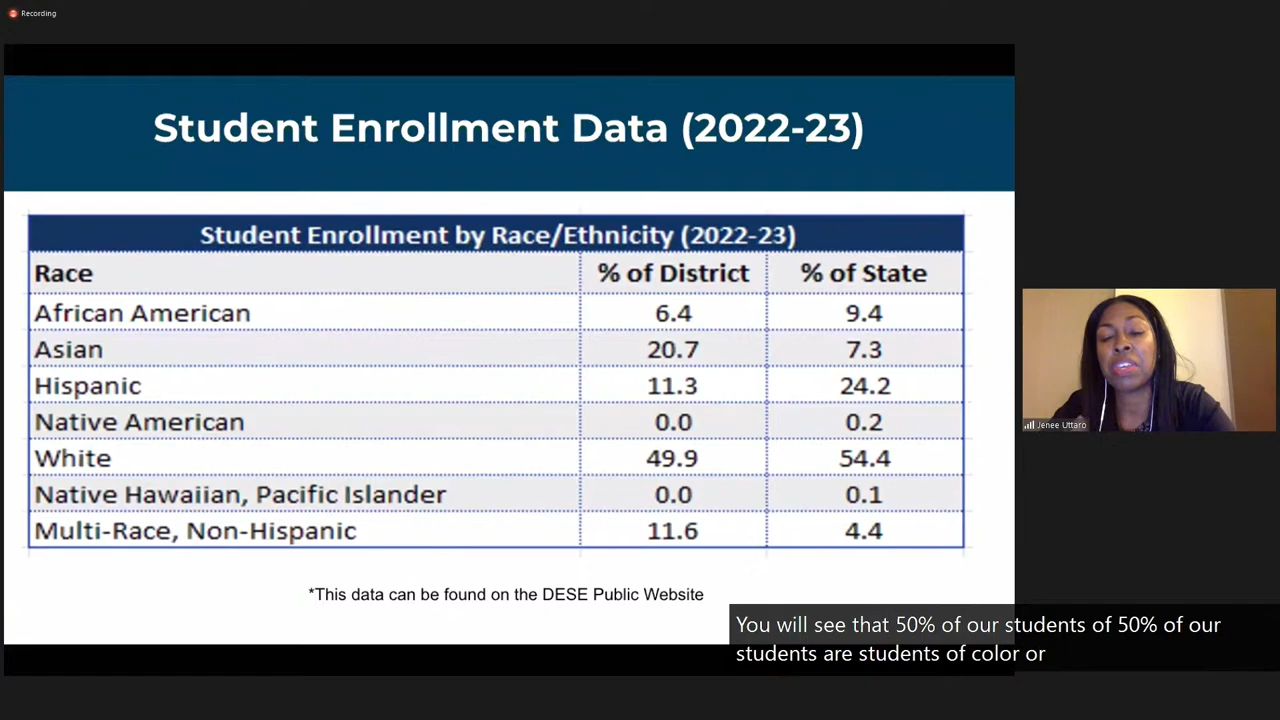 Recording
Student Enrollment Data (2022-23)
Student Enrollment by Race/Ethnicity (2022-23)
Race % of District % of State
African American 6.4 9.4
Asian 20.7 7.3
Hispanic 11.3 24.2
Native American 0.0 0.2
White 49.9 54.4
Native Hawaiian, Pacific Islander 0.0 0.1
Multi-Race, Non-Hispanic 11.6 4.4
*This data can be found on the DESE Public Website
Jenee Uttaro
You will see that 50% of our students of 50% of our
students are students of color or